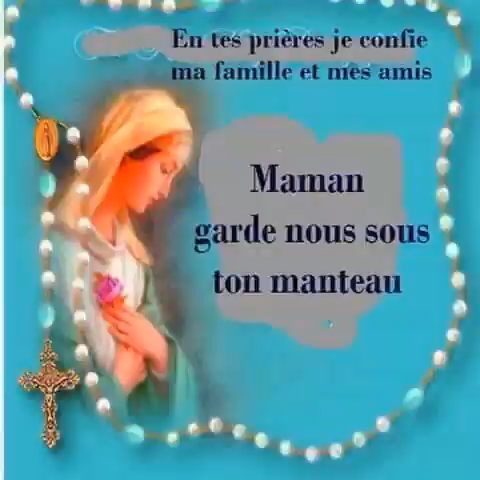 En tes prières je confie
ma famille et mes amis
Maman
garde nous sous
ton manteau